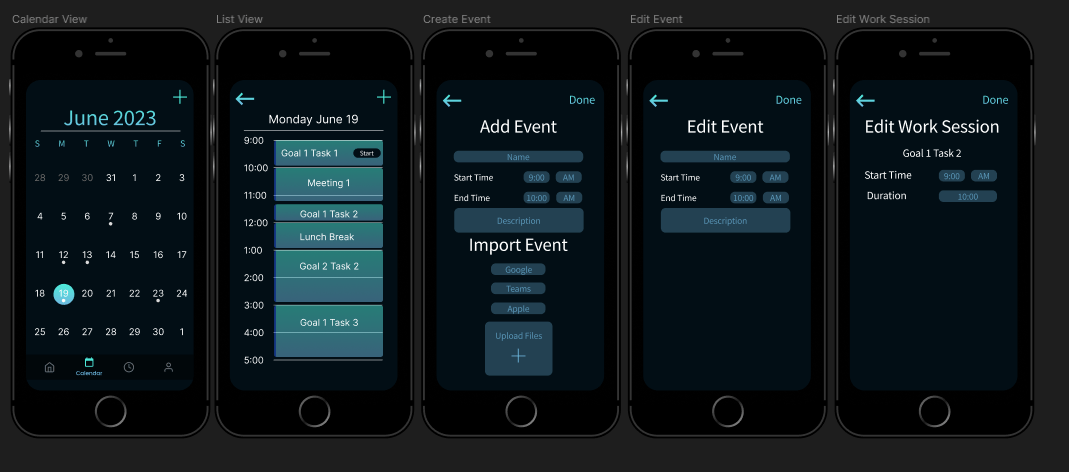 Calendar View
June 2023
S M T W T F S
28 29 30 31 1 2 3
4 5 6 7 8 9 10
11 12 13 14 15 16 17
18 19 20 21 22 23 24
25 26 27 28 29 30 1
Calendar
List View
Monday June 19
9:00
Goal 1 Task 1 Start
10:00
Meeting 1
11:00
Goal 1 Task 2
12:00
Lunch Break
1:00
Goal 2 Task 2
2:00
3:00
Goal 1 Task 3
4:00
5:00
Create Event
Done
Add Event
Name
Start Time 9:00 AM
End Time 10:00 AM
Description
Import Event
Google
Teams
Apple
Upload Files
Edit Event
Done
Edit Event
Name
Start Time 9:00 AM
End Time 10:00 AM
Description
Edit Work Session
Done
Edit Work Session
Goal 1 Task 2
Start Time 9:00 AM
Duration 10:00